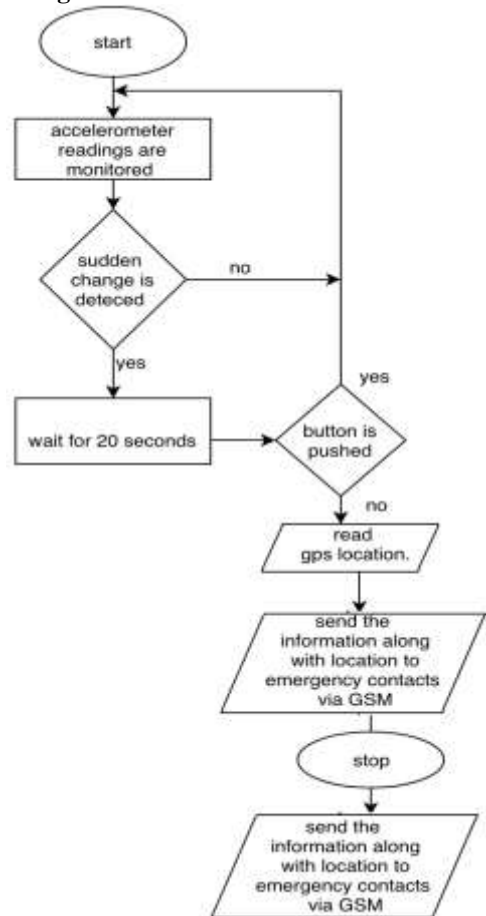 start
accelerometer
readings are
monitored
sudden
change is
deteced
no
yes
wait for 20 seconds
yes
button is
pushed
no
read
gps location.
send the
information along
with location to
emergency contacts
via GSM
stop
send the
information along
with location to
emergency contacts
via GSM